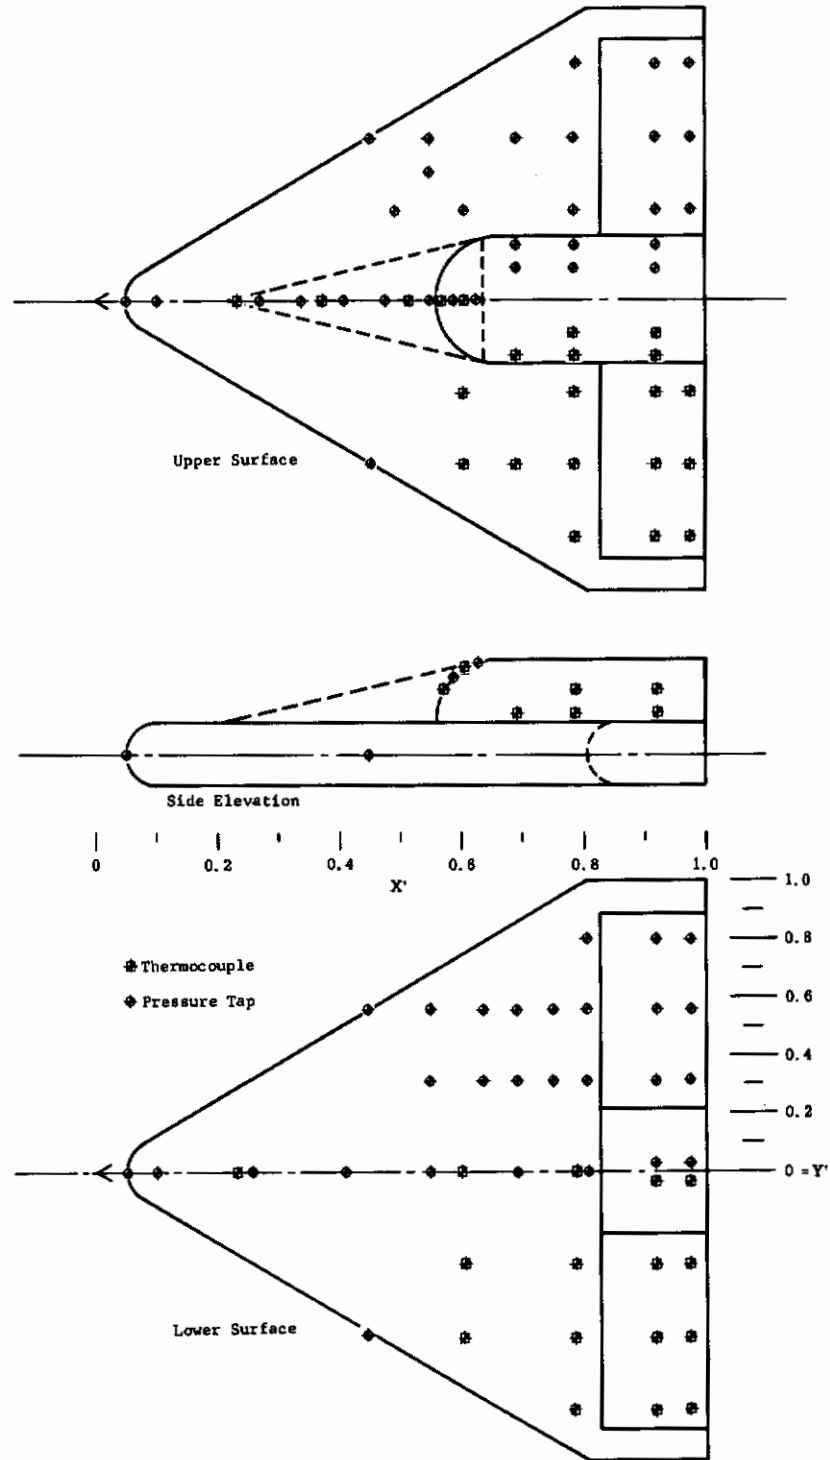 Upper Surface
Side Elevation
0 0.2 0.4 0.6 0.8 1.0
X'
1.0
Thermocouple
0.8
Pressure Tap
0.6
0.4
0.2
0 = Y'
Lower Surface